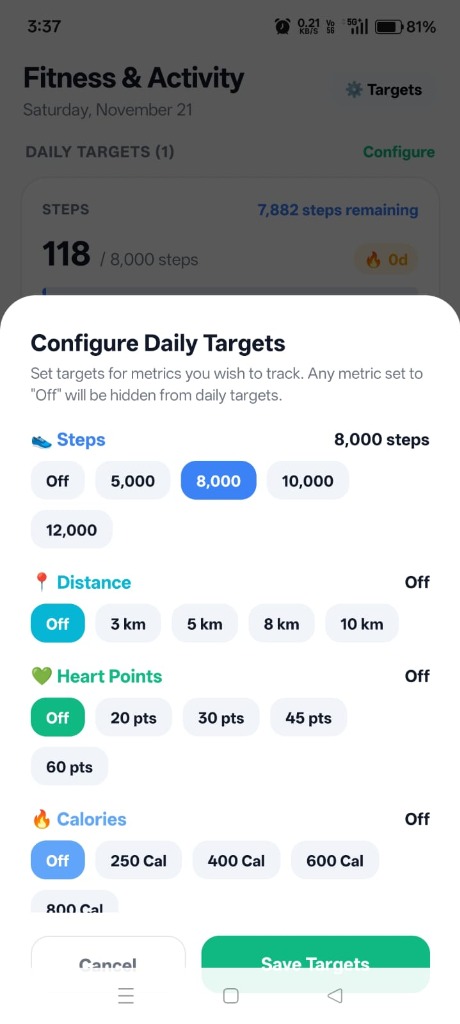 3:37
0.21 KB/S Vo 5G 5G+ 81%
Fitness & Activity
⚙️ Targets
Saturday, November 21
DAILY TARGETS (1)
Configure
STEPS
7,882 steps remaining
118 / 8,000 steps
🔥 0d
Configure Daily Targets
Set targets for metrics you wish to track. Any metric set to
"Off" will be hidden from daily targets.
👟 Steps
8,000 steps
Off 5,000 8,000 10,000
12,000
📍 Distance
Off
Off 3 km 5 km 8 km 10 km
💚 Heart Points
Off
Off 20 pts 30 pts 45 pts
60 pts
🔥 Calories
Off
Off 250 Cal 400 Cal 600 Cal
800 Cal
Cancel
Save Targets